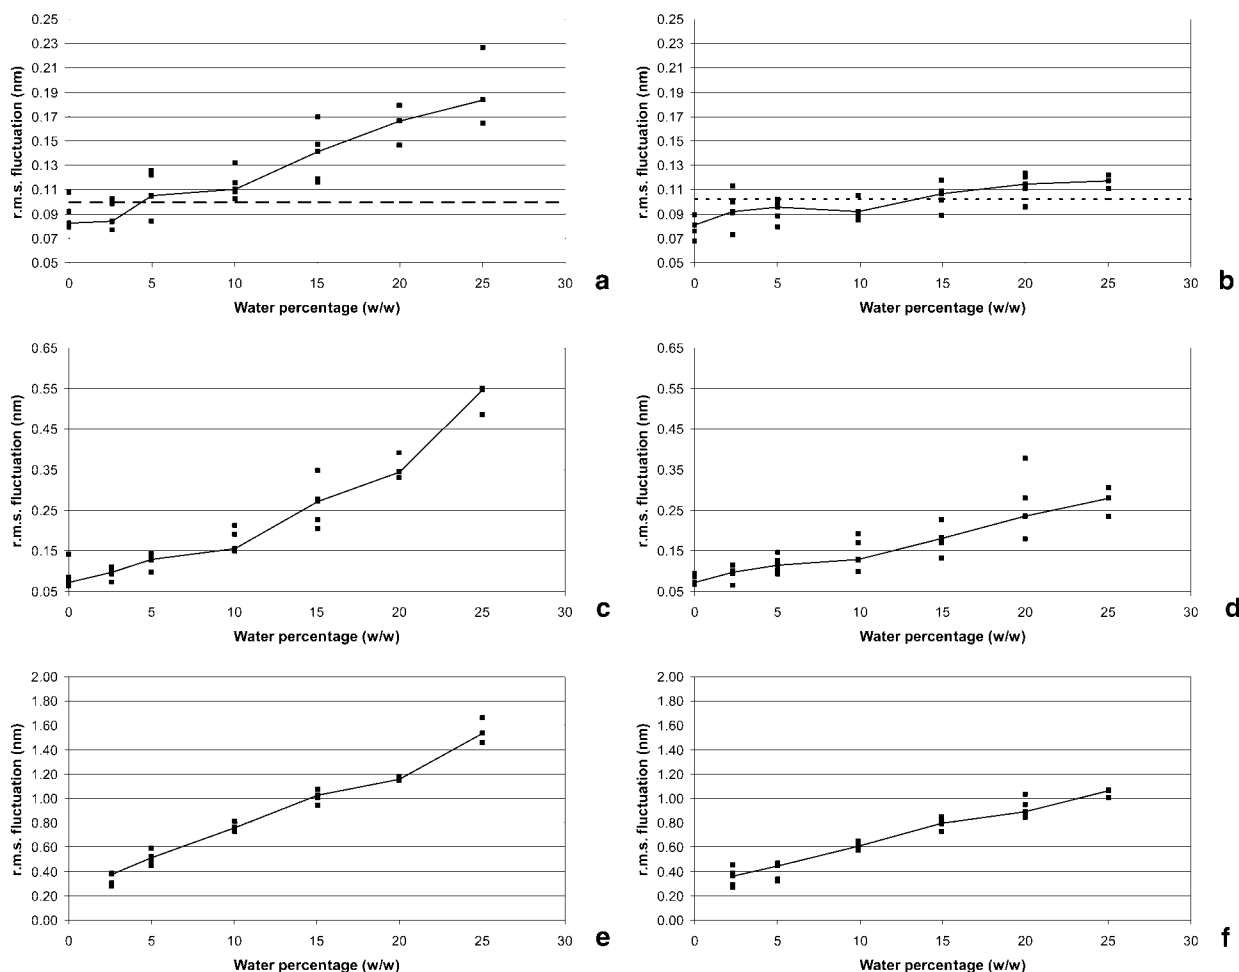 0.25
0.23
0.21
0.19
0.17
0.15
0.13
0.11
0.09
0.07
0.05
r.m.s. fluctuation (nm)
0 5 10 15 20 25 30
Water percentage (w/w)
a
0.25
0.23
0.21
0.19
0.17
0.15
0.13
0.11
0.09
0.07
0.05
r.m.s. fluctuation (nm)
0 5 10 15 20 25 30
Water percentage (w/w)
b
0.65
0.55
0.45
0.35
0.25
0.15
0.05
r.m.s. fluctuation (nm)
0 5 10 15 20 25 30
Water percentage (w/w)
c
0.65
0.55
0.45
0.35
0.25
0.15
0.05
r.m.s. fluctuation (nm)
0 5 10 15 20 25 30
Water percentage (w/w)
d
2.00
1.80
1.60
1.40
1.20
1.00
0.80
0.60
0.40
0.20
0.00
r.m.s. fluctuation (nm)
0 5 10 15 20 25 30
Water percentage (w/w)
e
2.00
1.80
1.60
1.40
1.20
1.00
0.80
0.60
0.40
0.20
0.00
r.m.s. fluctuation (nm)
0 5 10 15 20 25 30
Water percentage (w/w)
f